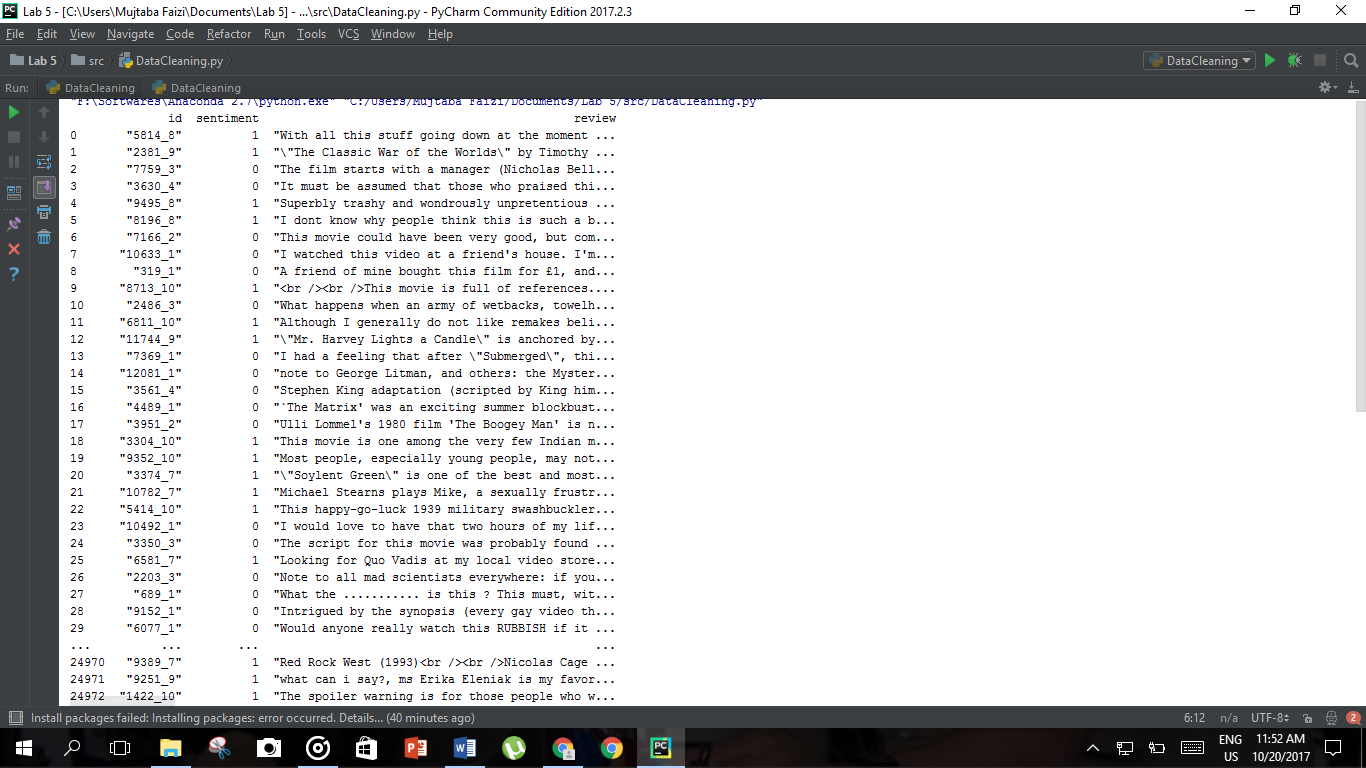 Lab 5 - [C:\Users\Mujtaba Faizi\Documents\Lab 5] - ...\src\DataCleaning.py - PyCharm Community Edition 2017.2.3
File Edit View Navigate Code Refactor Run Tools VCS Window Help
Lab 5 src DataCleaning.py DataCleaning
Run: DataCleaning DataCleaning
"F:\Softwares\Anaconda 2.7\python.exe" "C:/Users/Mujtaba Faizi/Documents/Lab 5/src/DataCleaning.py"
id sentiment review
0 "5814_8" 1 "With all this stuff going down at the moment ...
1 "2381_9" 1 "\"The Classic War of the Worlds\" by Timothy ...
2 "7759_3" 0 "The film starts with a manager (Nicholas Bell...
3 "3630_4" 0 "It must be assumed that those who praised thi...
4 "9495_8" 1 "Superbly trashy and wondrously unpretentious ...
5 "8196_8" 1 "I dont know why people think this is such a b...
6 "7166_2" 0 "This movie could have been very good, but com...
7 "10633_1" 0 "I watched this video at a friend's house. I'm...
8 "319_1" 0 "A friend of mine bought this film for £1, and...
9 "8713_10" 1 "<br /><br />This movie is full of references....
10 "2486_3" 0 "What happens when an army of wetbacks, towelh...
11 "6811_10" 1 "Although I generally do not like remakes beli...
12 "11744_9" 1 "\"Mr. Harvey Lights a Candle\" is anchored by...
13 "7369_1" 0 "I had a feeling that after \"Submerged\", thi...
14 "12081_1" 0 "note to George Litman, and others: the Myster...
15 "3561_4" 0 "Stephen King adaptation (scripted by King him...
16 "4489_1" 0 "`The Matrix' was an exciting summer blockbust...
17 "3951_2" 0 "Ulli Lommel's 1980 film 'The Boogey Man' is n...
18 "3304_10" 1 "This movie is one among the very few Indian m...
19 "9352_10" 1 "Most people, especially young people, may not...
20 "3374_7" 1 "\"Soylent Green\" is one of the best and most...
21 "10782_7" 1 "Michael Stearns plays Mike, a sexually frustr...
22 "5414_10" 1 "This happy-go-luck 1939 military swashbuckler...
23 "10492_1" 0 "I would love to have that two hours of my lif...
24 "3350_3" 0 "The script for this movie was probably found ...
25 "6581_7" 1 "Looking for Quo Vadis at my local video store...
26 "2203_3" 0 "Note to all mad scientists everywhere: if you...
27 "689_1" 0 "What the ........... is this ? This must, wit...
28 "9152_1" 0 "Intrigued by the synopsis (every gay video th...
29 "6077_1" 0 "Would anyone really watch this RUBBISH if it ...
... ... ... ...
24970 "9389_7" 1 "Red Rock West (1993)<br /><br />Nicolas Cage ...
24971 "9251_9" 1 "what can i say?, ms Erika Eleniak is my favor...
24972 "1422_10" 1 "The spoiler warning is for those people who w...
Install packages failed: Installing packages: error occurred. Details... (40 minutes ago) 6:12 n/a UTF-8 2
ENG 11:52 AM
US 10/20/2017